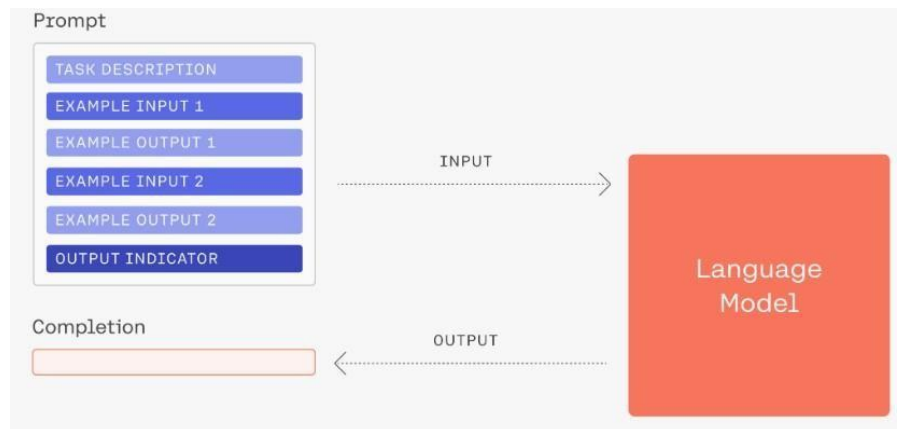 Prompt
TASK DESCRIPTION
EXAMPLE INPUT 1
EXAMPLE OUTPUT 1
EXAMPLE INPUT 2
EXAMPLE OUTPUT 2
OUTPUT INDICATOR
INPUT
Language
Model
Completion
OUTPUT